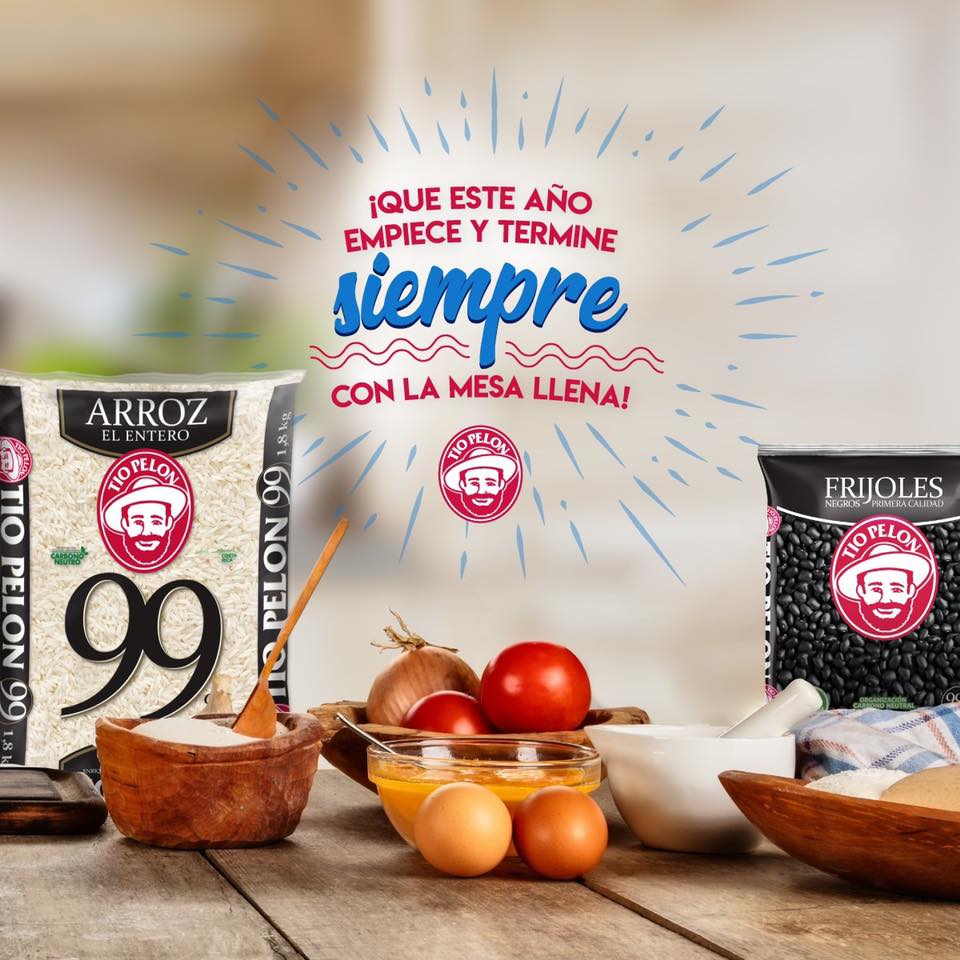 ¡QUE ESTE AÑO
EMPIECE Y TERMINE
siempre
CON LA MESA LLENA!
TIO PELON
ARROZ
EL ENTERO
TIO PELON
CARBONO
NEUTRO
COSTA
RICA
99
TIO PELON 99 1,8 k
TIO PELON 99 1,8 kg
TIO PELON
FRIJOLES
NEGROS PRIMERA CALIDAD
TIO PELON
ORGANIZACIÓN
CARBONO NEUTRAL